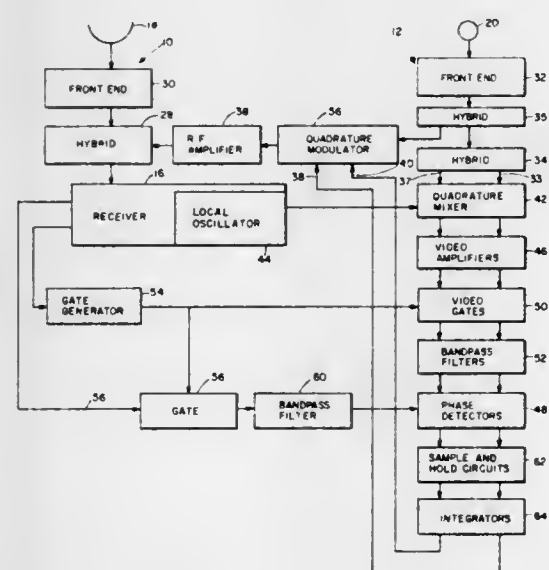 10
20
12
FRONT END
30
FRONT END
32
HYBRID
35
28
HYBRID
38
R.F.
AMPLIFIER
36
QUADRATURE
MODULATOR
40
38
HYBRID
34
37
33
16
RECEIVER
LOCAL
OSCILLATOR
44
QUADRATURE
MIXER
42
VIDEO
AMPLIFIERS
46
54
GATE
GENERATOR
VIDEO
GATES
50
BANDPASS
FILTERS
52
56
56
GATE
60
BANDPASS
FILTER
PHASE
DETECTORS
48
SAMPLE AND
HOLD CIRCUITS
62
INTEGRATORS
64